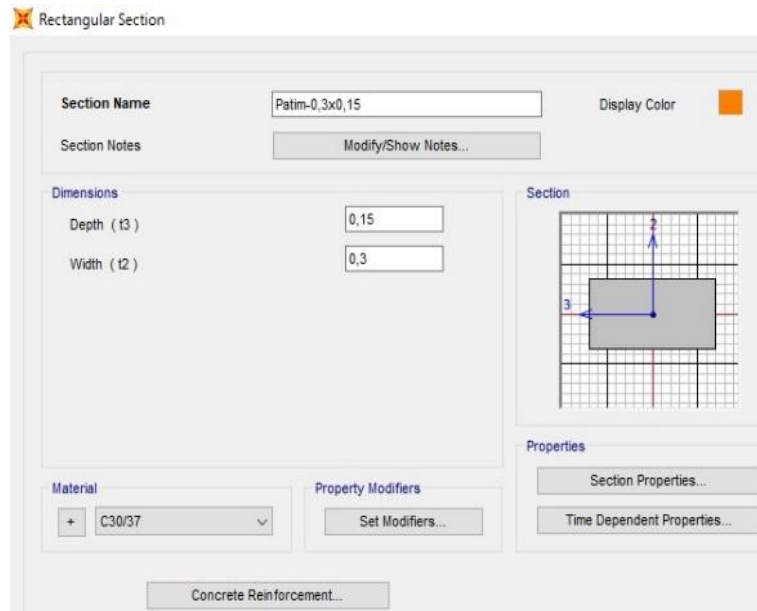 Rectangular Section
Section Name Patim-0,3x0,15 Display Color
Section Notes Modify/Show Notes...
Dimensions
Depth ( t3 ) 0,15
Width ( t2 ) 0,3
Section
2
3
Properties
Section Properties...
Time Dependent Properties...
Material
+ C30/37
Property Modifiers
Set Modifiers...
Concrete Reinforcement...